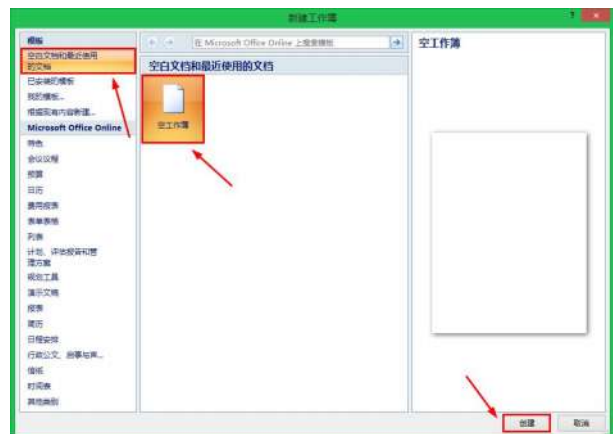 新建工作簿
模板
空白文档和最近使用
的文档
已安装的模板
我的模板...
根据现有内容新建...
Microsoft Office Online
特色
会议议程
预算
日历
费用报表
表单表格
列表
计划、评估报告和管
理方案
规划工具
演示文稿
报表
简历
日程安排
行政公文、启事与声...
信纸
时间表
其他类别
在 Microsoft Office Online 上搜索模板
空白文档和最近使用的文档
空工作簿
空工作簿
创建
取消